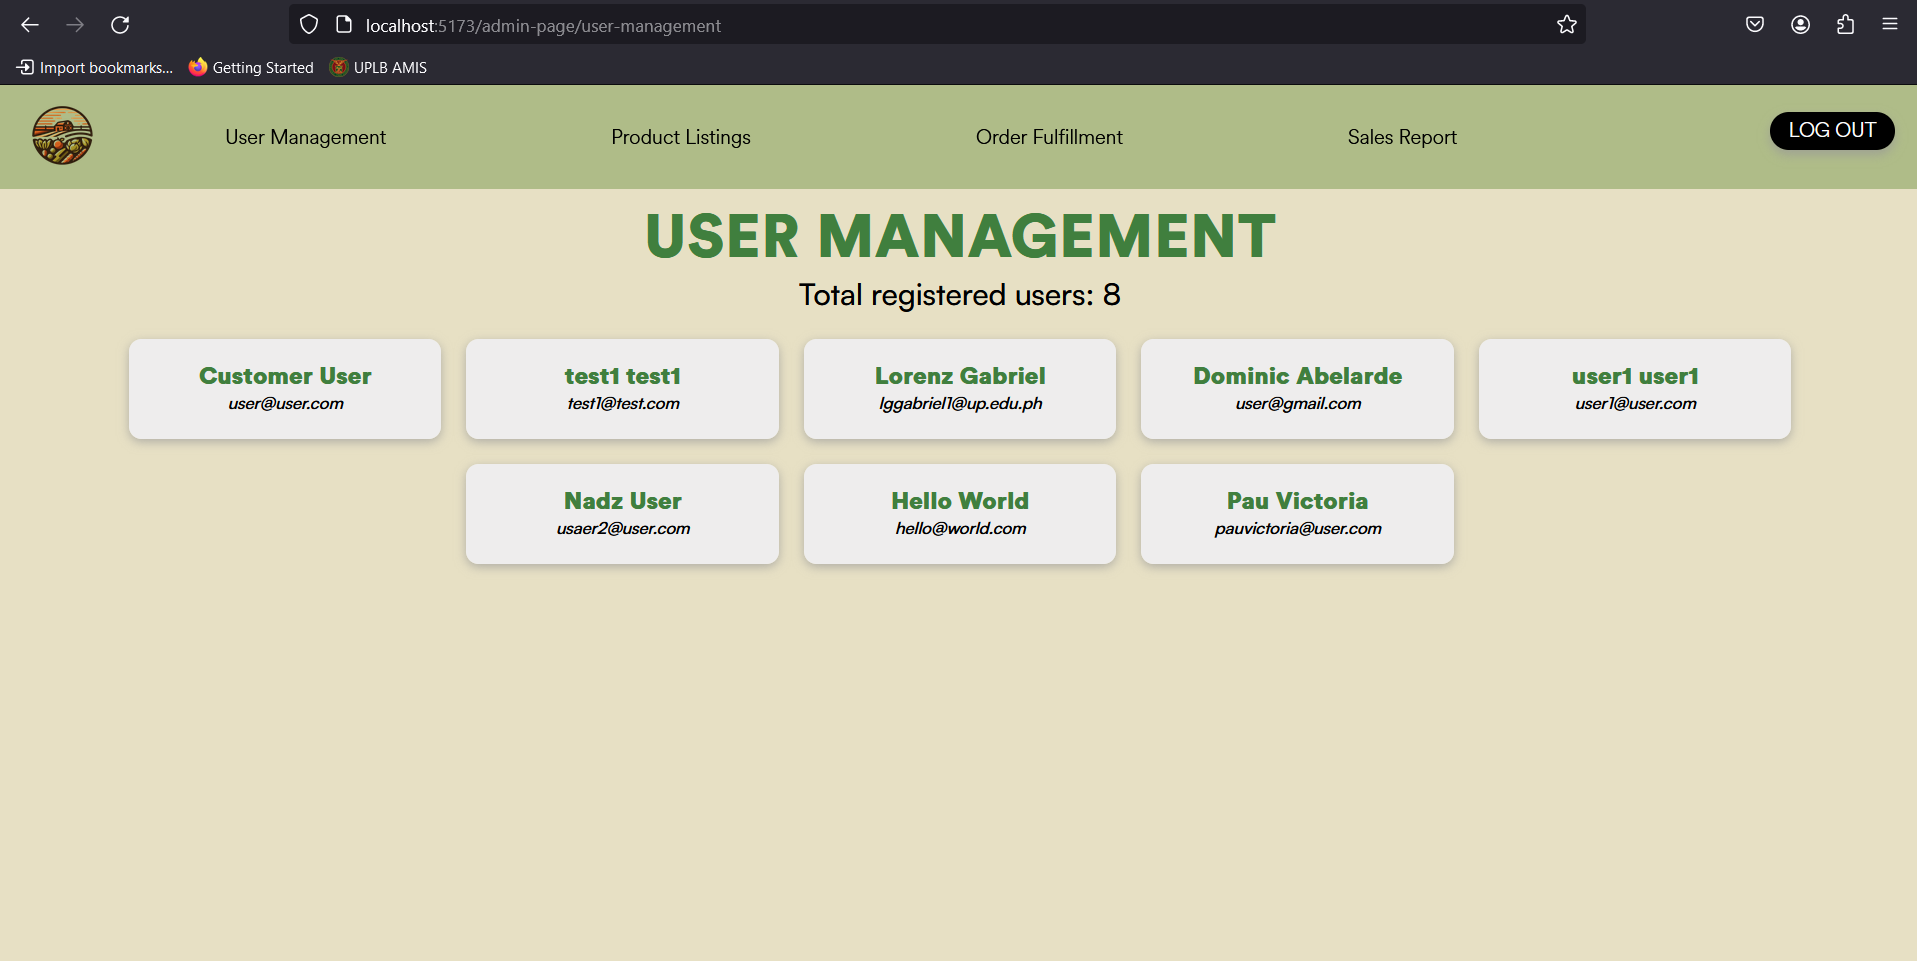 localhost:5173/admin-page/user-management
Import bookmarks... Getting Started UPLB AMIS
User Management Product Listings Order Fulfillment Sales Report LOG OUT
USER MANAGEMENT
Total registered users: 8
Customer User
user@user.com
test1 test1
test1@test.com
Lorenz Gabriel
lggabriel1@up.edu.ph
Dominic Abelarde
user@gmail.com
user1 user1
user1@user.com
Nadz User
usaer2@user.com
Hello World
hello@world.com
Pau Victoria
pauvictoria@user.com